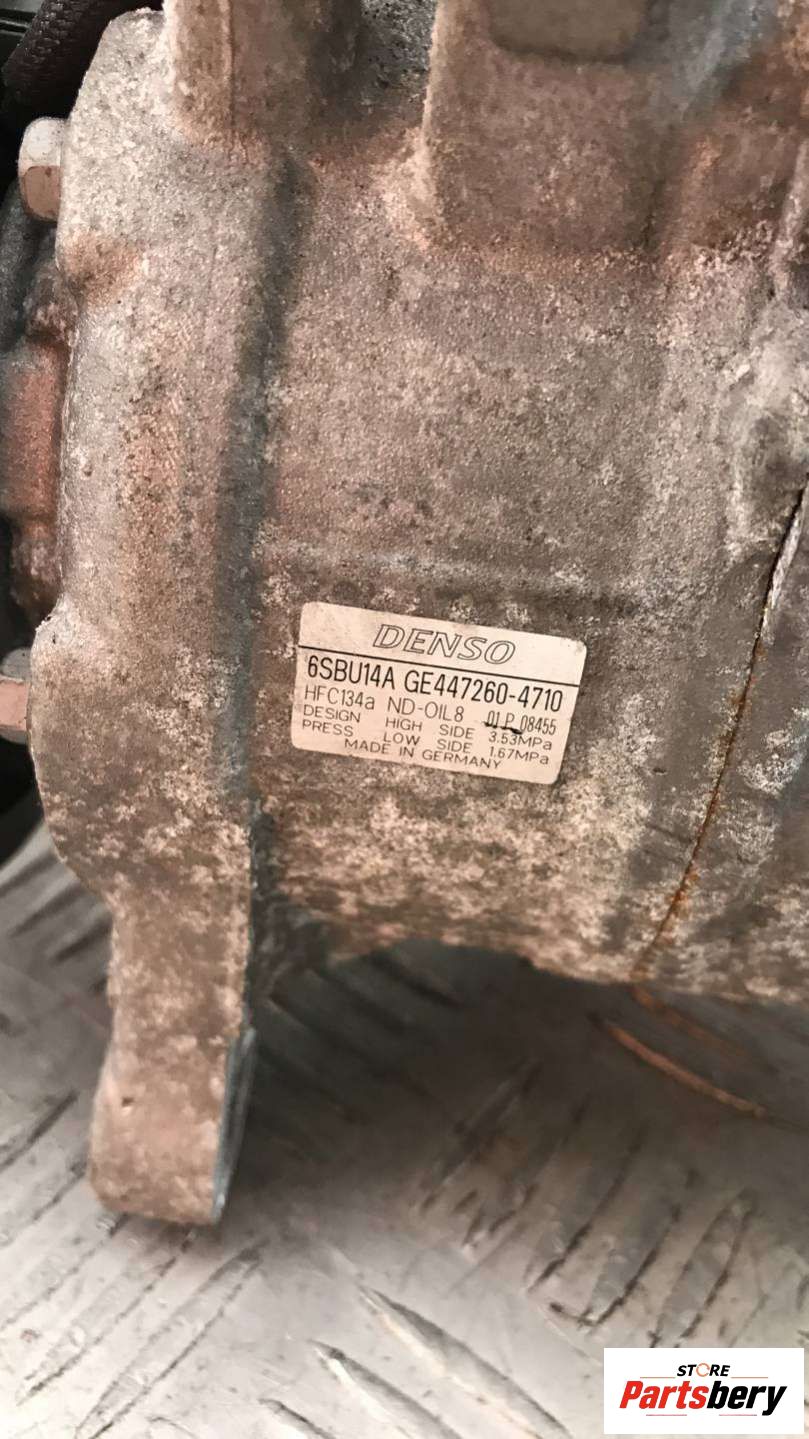 DENSO
6SBU14A GE447260-4710
HFC134a ND-OIL8 01P 08455
DESIGN HIGH SIDE 3.53MPa
PRESS LOW SIDE 1.67MPa
MADE IN GERMANY
STORE
Partsbery